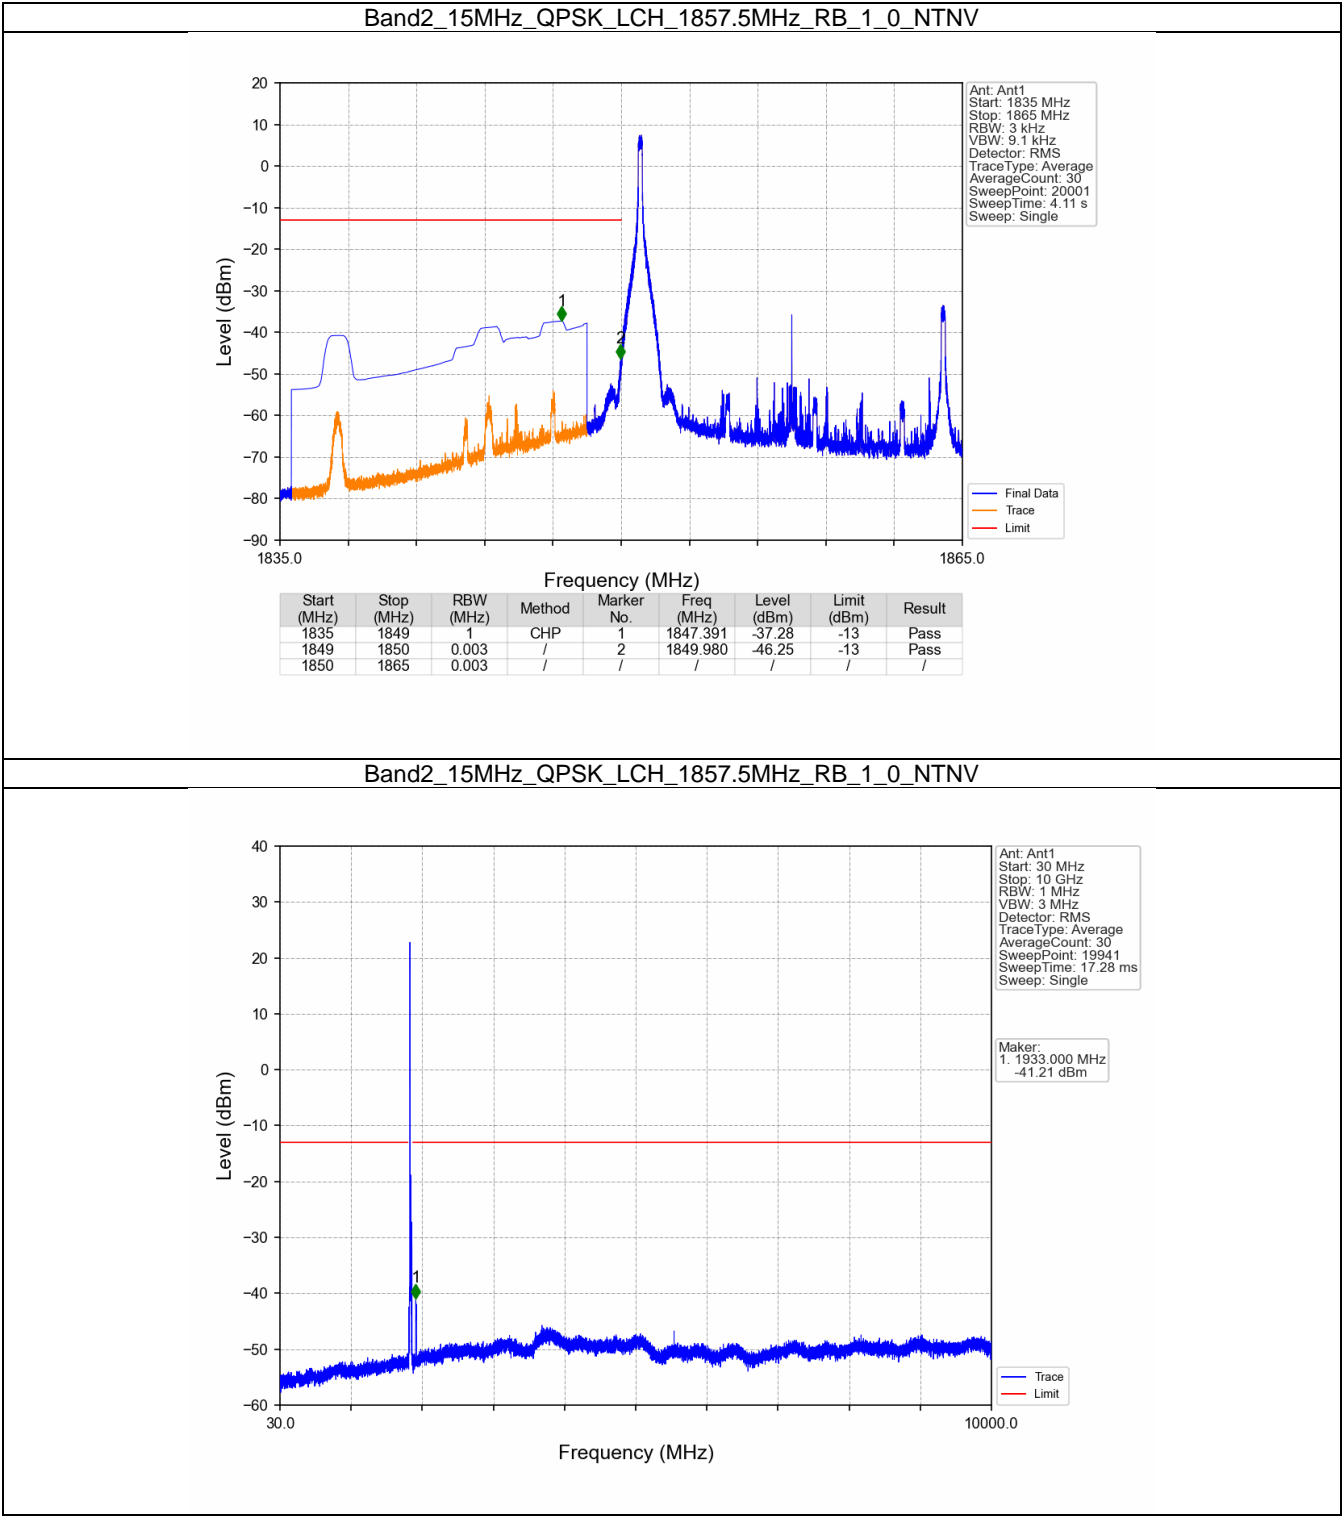 Band2_15MHz_QPSK_LCH_1857.5MHz_RB_1_0_NTNV
20
10
0
−10
−20
−30
−40
−50
−60
−70
−80
−90
Level (dBm)
1
2
1835.0
1865.0
Frequency (MHz)
Ant: Ant1
Start: 1835 MHz
Stop: 1865 MHz
RBW: 3 kHz
VBW: 9.1 kHz
Detector: RMS
TraceType: Average
AverageCount: 30
SweepPoint: 20001
SweepTime: 4.11 s
Sweep: Single
Final Data
Trace
Limit
Start (MHz) Stop (MHz) RBW (MHz) Method Marker No. Freq (MHz) Level (dBm) Limit (dBm) Result
1835 1849 1 CHP 1 1847.391 -37.28 -13 Pass
1849 1850 0.003 / 2 1849.980 -46.25 -13 Pass
1850 1865 0.003 / / / / / /
Band2_15MHz_QPSK_LCH_1857.5MHz_RB_1_0_NTNV
40
30
20
10
0
−10
−20
−30
−40
−50
−60
Level (dBm)
1
30.0
10000.0
Frequency (MHz)
Ant: Ant1
Start: 30 MHz
Stop: 10 GHz
RBW: 1 MHz
VBW: 3 MHz
Detector: RMS
TraceType: Average
AverageCount: 30
SweepPoint: 19941
SweepTime: 17.28 ms
Sweep: Single
Maker:
1. 1933.000 MHz
-41.21 dBm
Trace
Limit